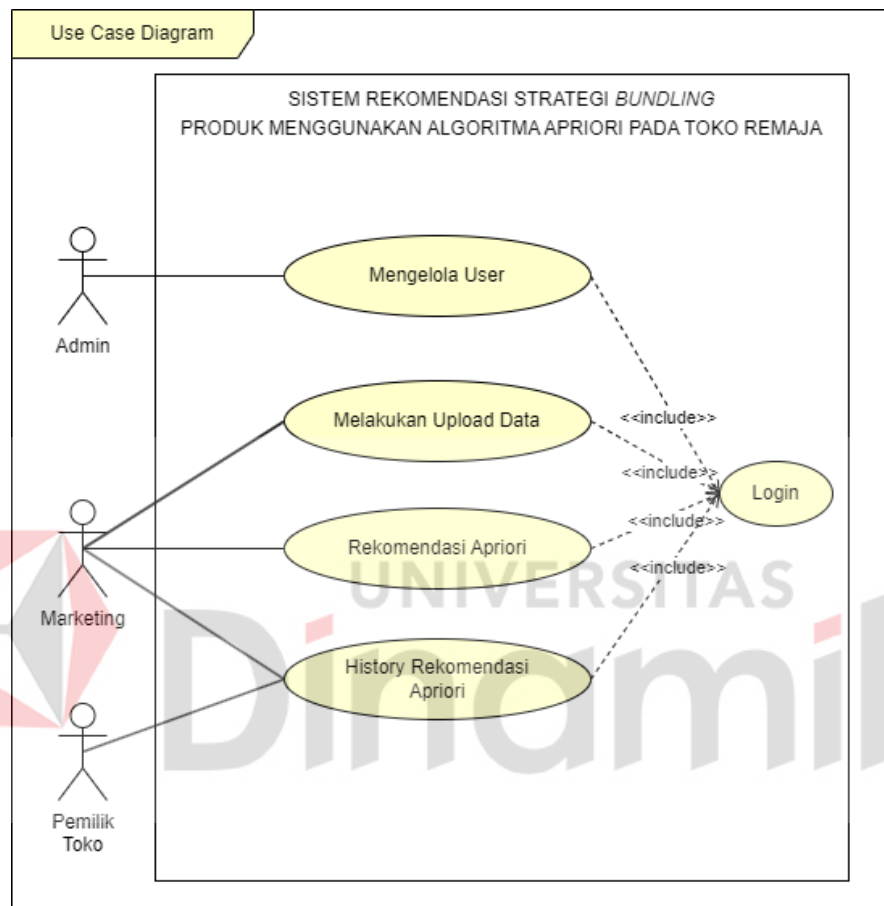 Use Case Diagram
SISTEM REKOMENDASI STRATEGI BUNDLING
PRODUK MENGGUNAKAN ALGORITMA APRIORI PADA TOKO REMAJA
Mengelola User
Admin
Melakukan Upload Data
<<include>>
<<include>>
Login
<<include>>
Rekomendasi Apriori
<<include>>
Marketing
UNIVERSITAS
Dinamik
History Rekomendasi
Apriori
Pemilik
Toko